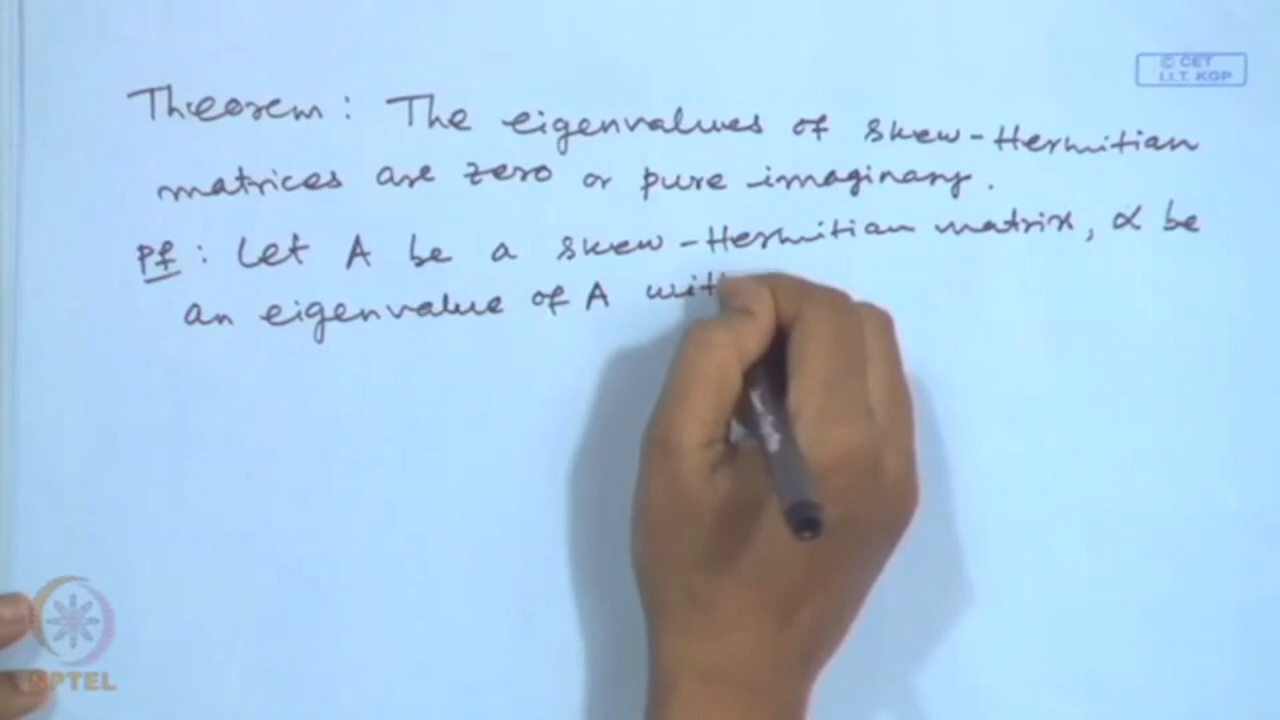 © CET
I.I.T. KGP
Theorem : The eigenvalues of skew-Hermitian
matrices are zero or pure imaginary.
Pf : Let A be a skew-Hermitian matrix, α be
an eigenvalue of A wit
NPTEL